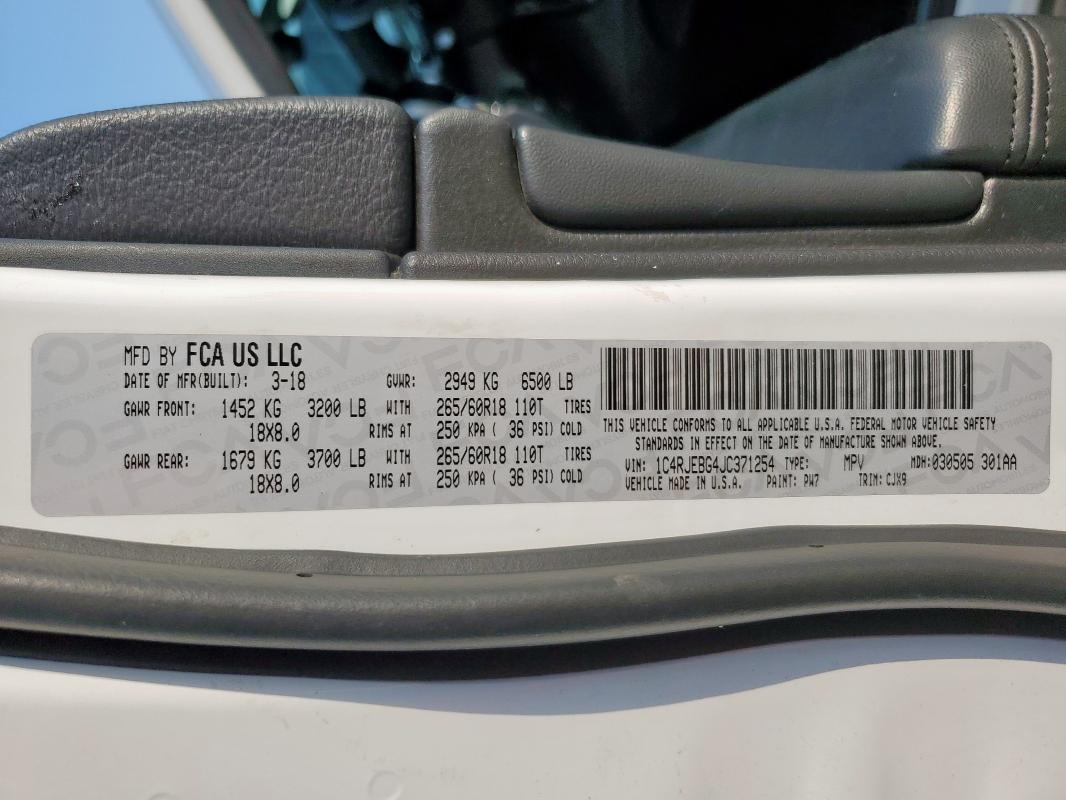 MFD BY FCA US LLC
DATE OF MFR(BUILT): 3-18 GVWR: 2949 KG 6500 LB
GAWR FRONT: 1452 KG 3200 LB WITH 265/60R18 110T TIRES
18X8.0 RIMS AT 250 KPA ( 36 PSI) COLD
GAWR REAR: 1679 KG 3700 LB WITH 265/60R18 110T TIRES
18X8.0 RIMS AT 250 KPA ( 36 PSI) COLD
THIS VEHICLE CONFORMS TO ALL APPLICABLE U.S.A. FEDERAL MOTOR VEHICLE SAFETY
STANDARDS IN EFFECT ON THE DATE OF MANUFACTURE SHOWN ABOVE.
VIN: 1C4RJEBG4JC371254 TYPE: MPV MDH: 030505 301AA
VEHICLE MADE IN U.S.A. PAINT: PW7 TRIM: CJX9